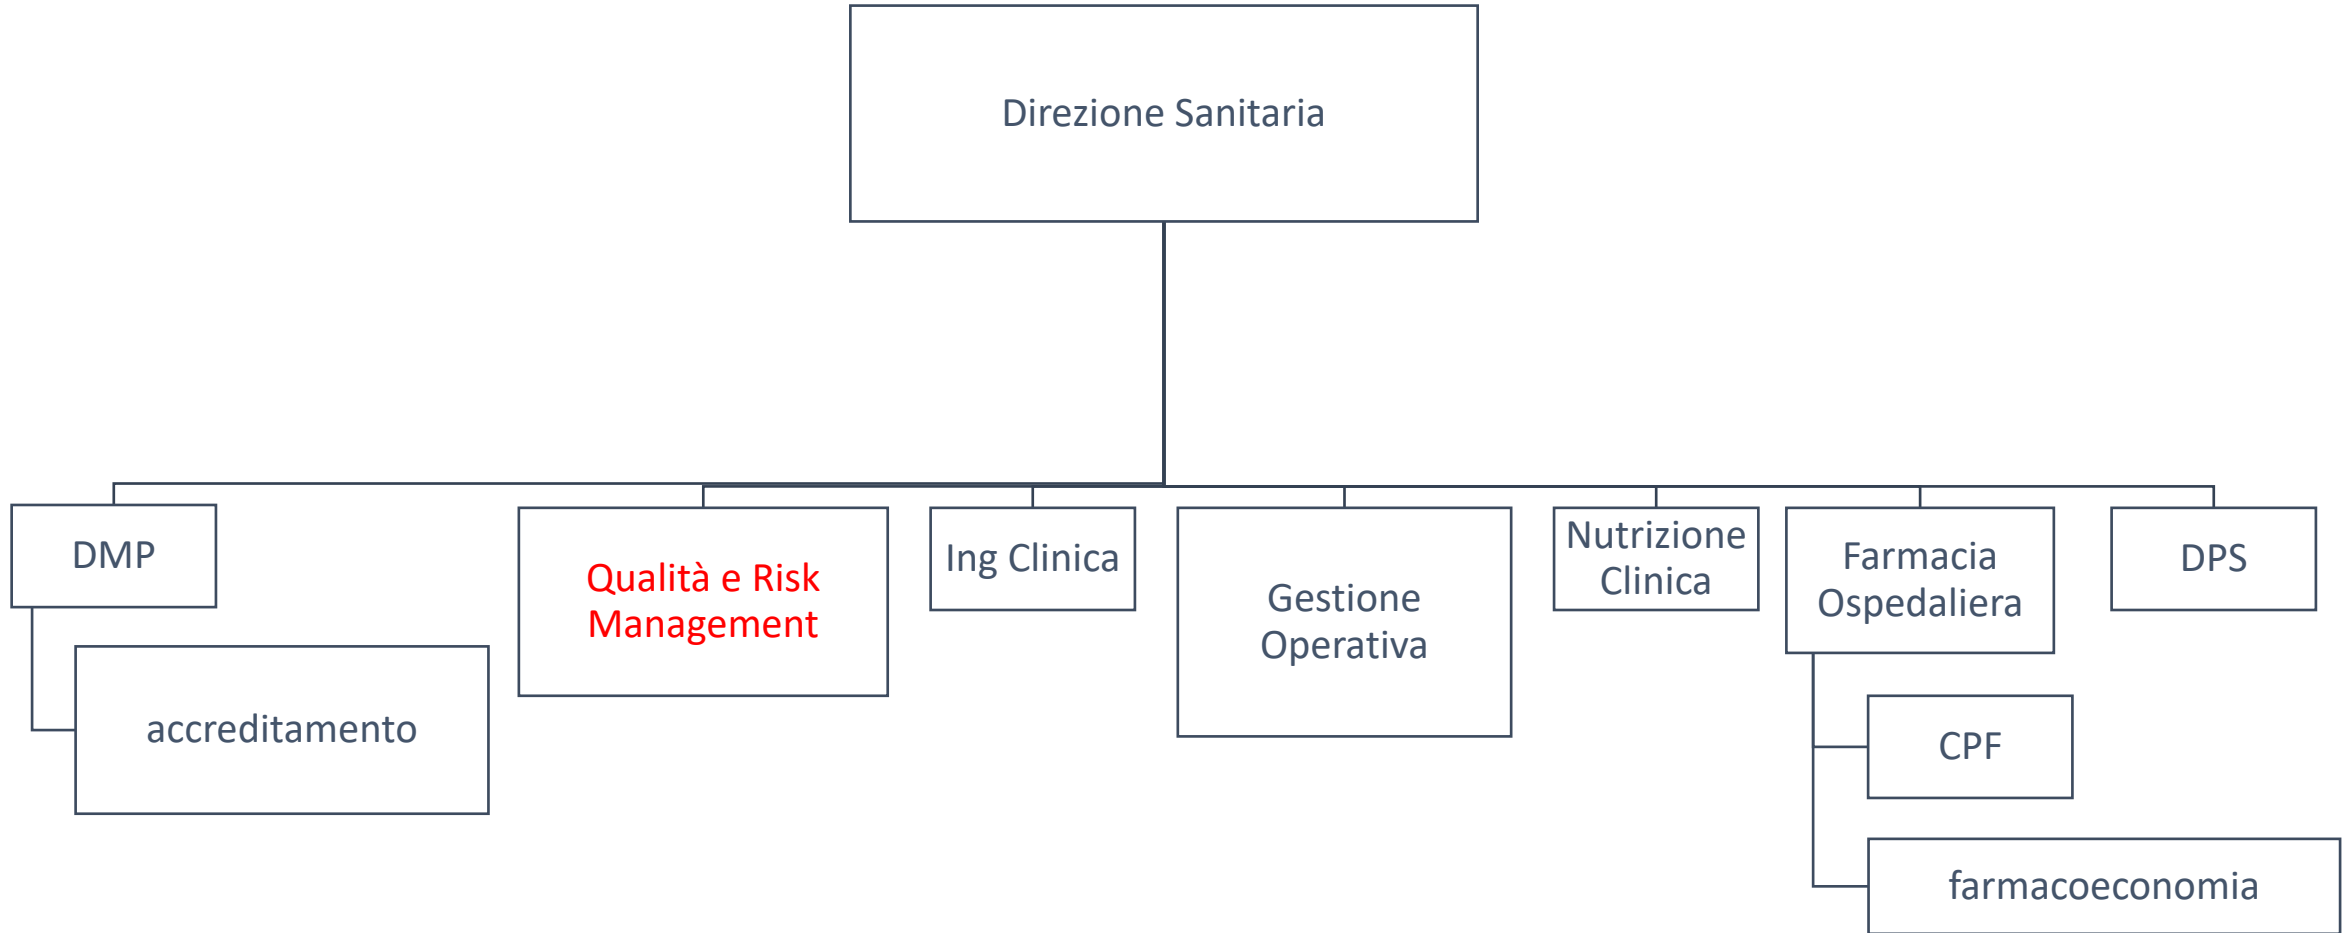 Direzione Sanitaria
DMP
Qualità e Risk
Management
Ing Clinica
Gestione
Operativa
Nutrizione
Clinica
Farmacia
Ospedaliera
DPS
accreditamento
CPF
farmacoeconomia